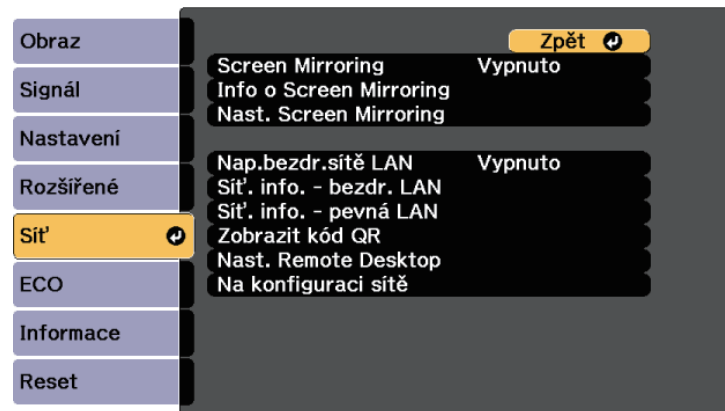 Obraz
Signál
Nastavení
Rozšířené
Síť
ECO
Informace
Reset
Zpět
Screen Mirroring Vypnuto
Info o Screen Mirroring
Nast. Screen Mirroring
Nap.bezdr.sítě LAN Vypnuto
Síť. info. - bezdr. LAN
Síť. info. - pevná LAN
Zobrazit kód QR
Nast. Remote Desktop
Na konfiguraci sítě